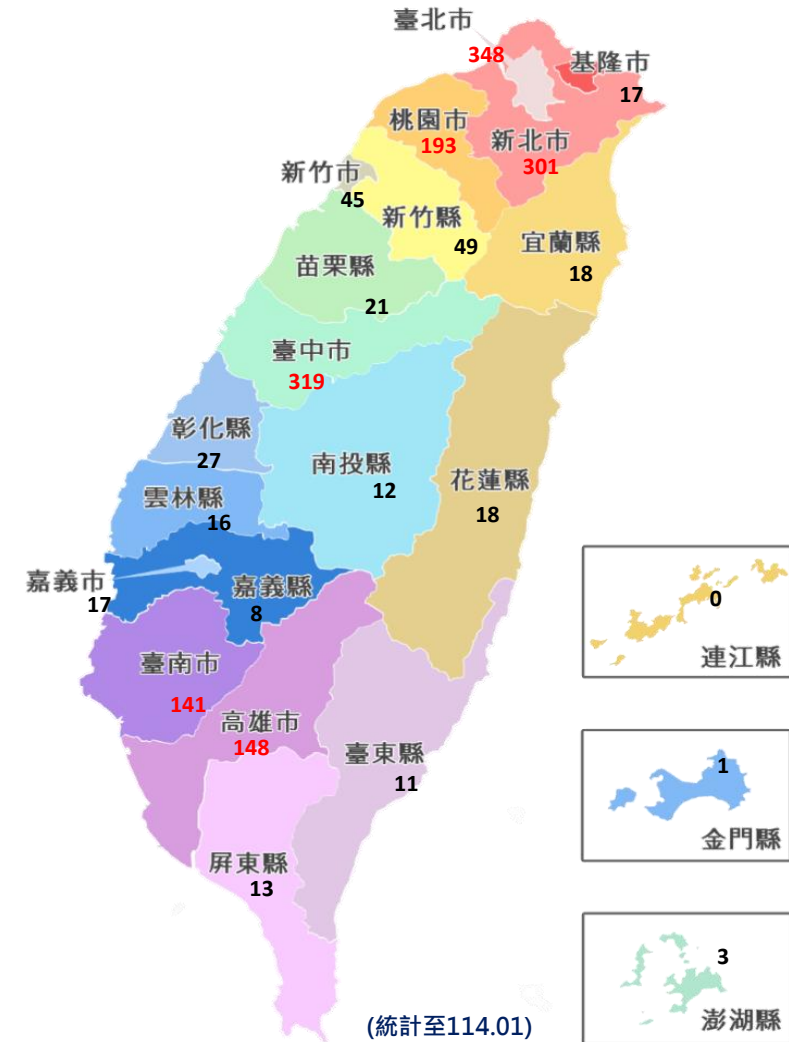 臺北市
348
基隆市
17
桃園市
193
新北市
301
新竹市
45
新竹縣
49
宜蘭縣
18
苗栗縣
21
臺中市
319
彰化縣
27
南投縣
12
花蓮縣
18
雲林縣
16
嘉義市
17
嘉義縣
8
臺南市
141
高雄市
148
臺東縣
11
屏東縣
13
0
連江縣
1
金門縣
3
澎湖縣
(統計至114.01)